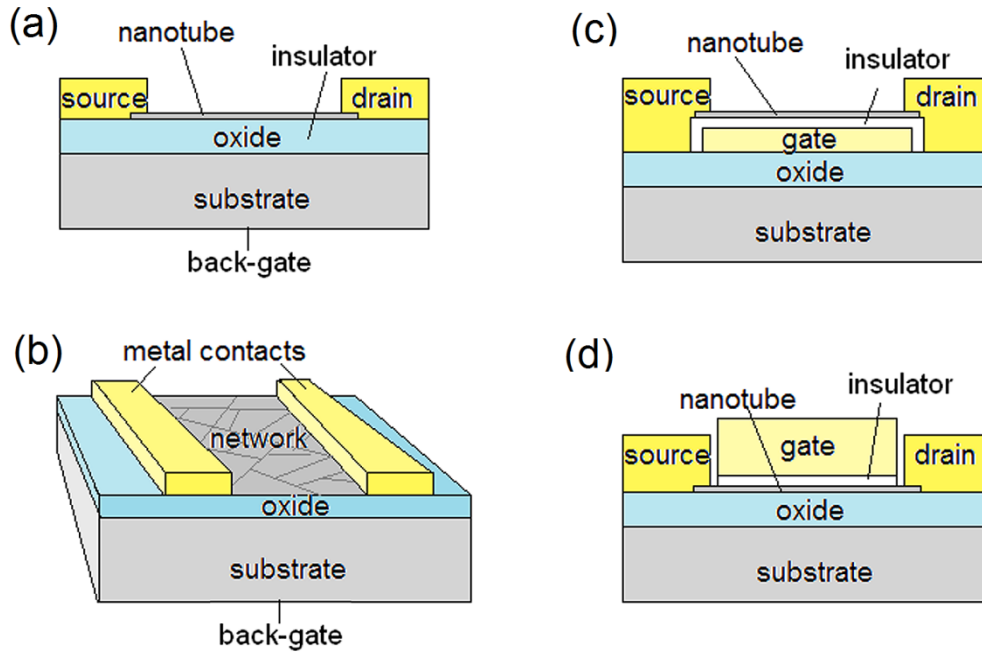 (a)
nanotube
insulator
source
drain
oxide
substrate
back-gate
(b)
metal contacts
network
oxide
substrate
back-gate
(c)
nanotube
insulator
source
drain
gate
oxide
substrate
(d)
insulator
nanotube
source
gate
drain
oxide
substrate